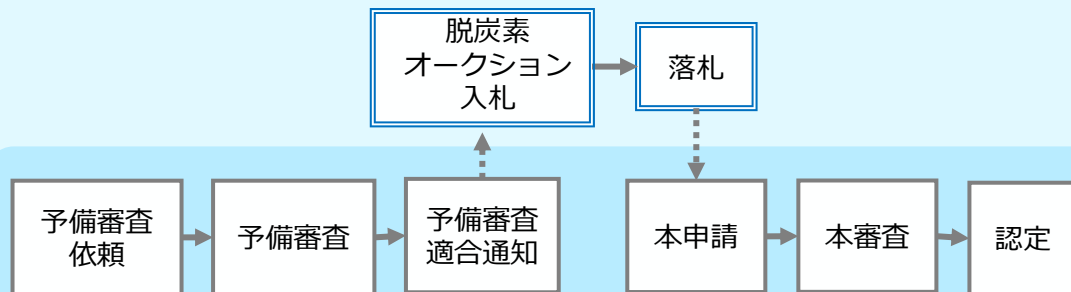 脱炭素
オークション
入札
落札
予備審査
依頼
予備審査
予備審査
適合通知
本申請
本審査
認定